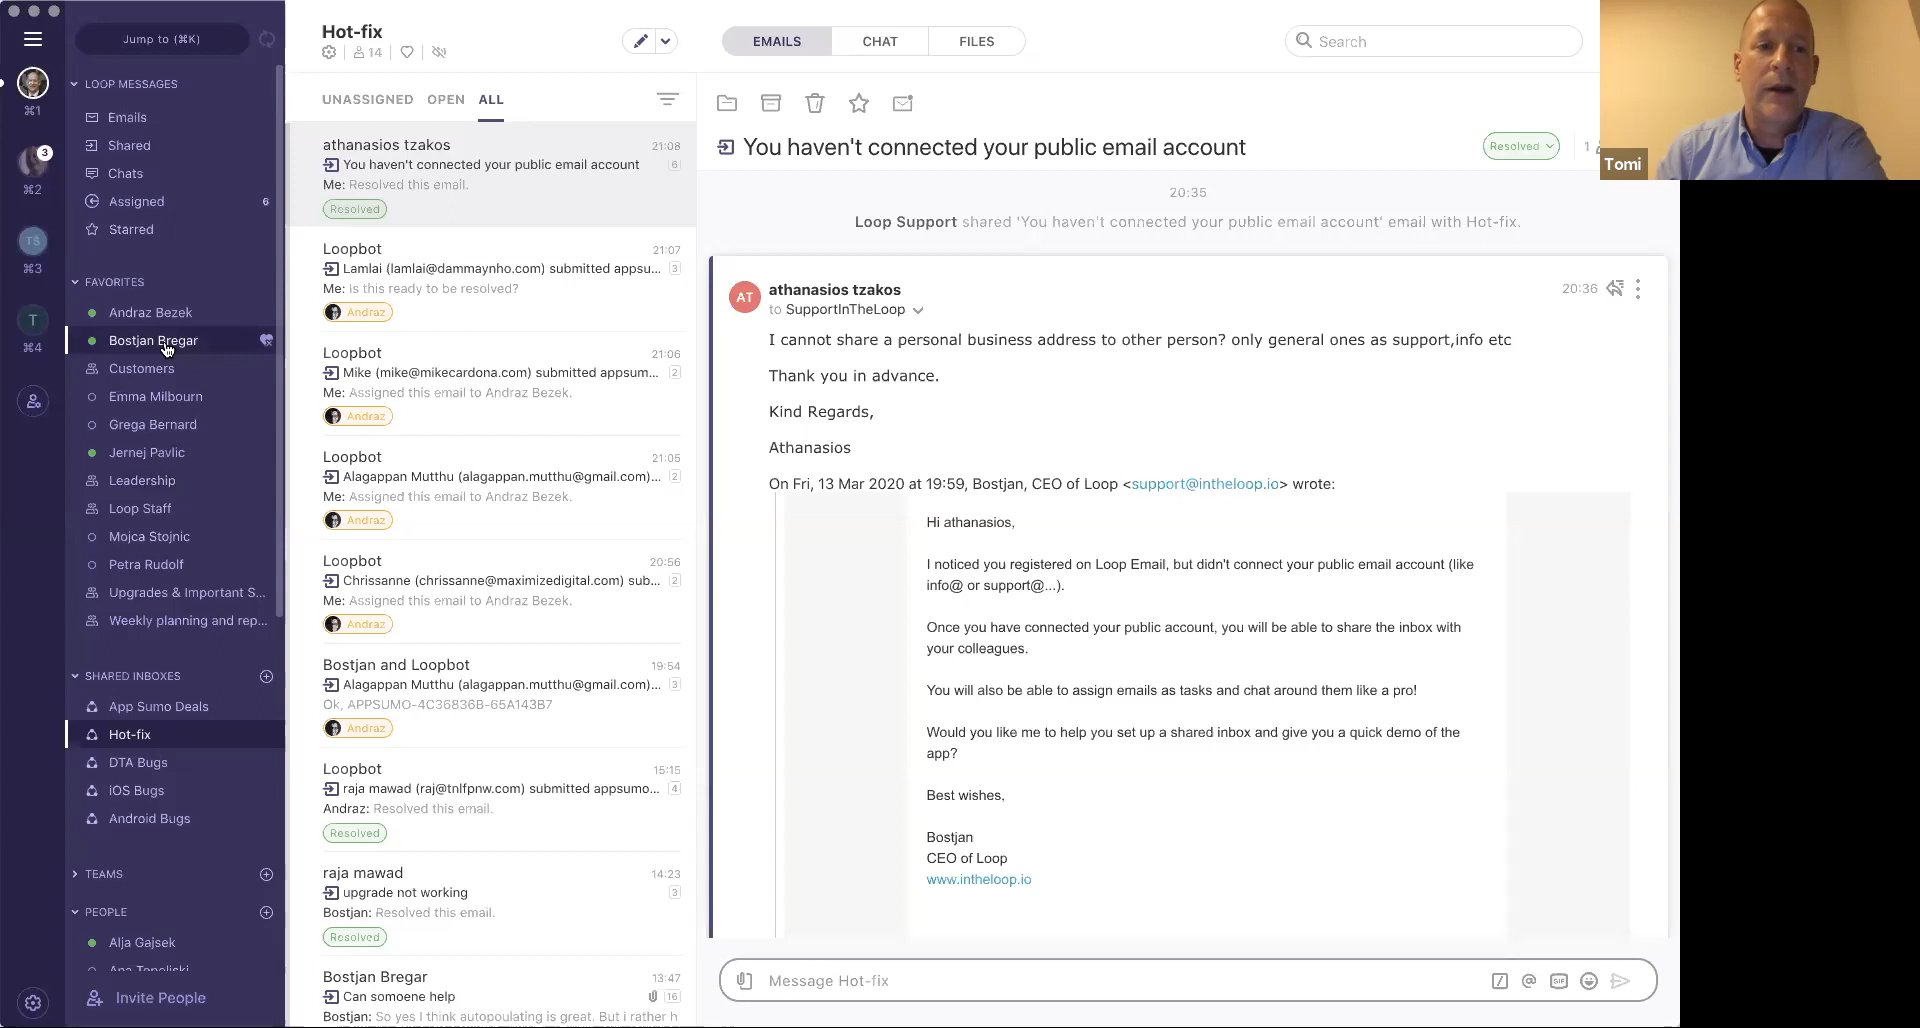 Jump to (⌘K)
⌘1
3
⌘2
TS
⌘3
T
⌘4
LOOP MESSAGES
Emails
Shared
Chats
Assigned 6
Starred
FAVORITES
Andraz Bezek
Bostjan Bregar
Customers
Emma Milbourn
Grega Bernard
Jernej Pavlic
Leadership
Loop Staff
Mojca Stojnic
Petra Rudolf
Upgrades & Important S...
Weekly planning and rep...
SHARED INBOXES
App Sumo Deals
Hot-fix
DTA Bugs
iOS Bugs
Android Bugs
TEAMS
PEOPLE
Alja Gajsek
Invite People
Hot-fix
14
UNASSIGNED OPEN ALL
athanasios tzakos 21:08
You haven't connected your public email account 6
Me: Resolved this email.
Resolved
Loopbot 21:07
Lamlai (lamlai@dammaynho.com) submitted appsu... 3
Me: Is this ready to be resolved?
Andraz
Loopbot 21:06
Mike (mike@mikecardona.com) submitted appsum... 2
Me: Assigned this email to Andraz Bezek.
Andraz
Loopbot 21:05
Alagappan Mutthu (alagappan.mutthu@gmail.com)... 2
Me: Assigned this email to Andraz Bezek.
Andraz
Loopbot 20:56
Chrissanne (chrissanne@maximizedigital.com) sub... 2
Me: Assigned this email to Andraz Bezek.
Andraz
Bostjan and Loopbot 19:54
Alagappan Mutthu (alagappan.mutthu@gmail.com)... 3
Ok, APPSUMO-4C36836B-65A143B7
Andraz
Loopbot 15:15
raja mawad (raj@tnlfpnw.com) submitted appsumo... 4
Andraz: Resolved this email.
Resolved
raja mawad 14:23
upgrade not working 3
Bostjan: Resolved this email.
Resolved
Bostjan Bregar 13:47
Can somoene help 16
Bostjan: So yes I think autopoulating is great. But i rather h
EMAILS CHAT FILES
Search
You haven't connected your public email account
Resolved
1
Tomi
20:35
Loop Support shared 'You haven't connected your public email account' email with Hot-fix.
AT
athanasios tzakos 20:36
to SupportInTheLoop
I cannot share a personal business address to other person? only general ones as support,info etc
Thank you in advance.
Kind Regards,
Athanasios
On Fri, 13 Mar 2020 at 19:59, Bostjan, CEO of Loop <support@intheloop.io> wrote:
Hi athanasios,
I noticed you registered on Loop Email, but didn't connect your public email account (like
info@ or support@...).
Once you have connected your public account, you will be able to share the inbox with
your colleagues.
You will also be able to assign emails as tasks and chat around them like a pro!
Would you like me to help you set up a shared inbox and give you a quick demo of the
app?
Best wishes,
Bostjan
CEO of Loop
www.intheloop.io
Message Hot-fix
GIF